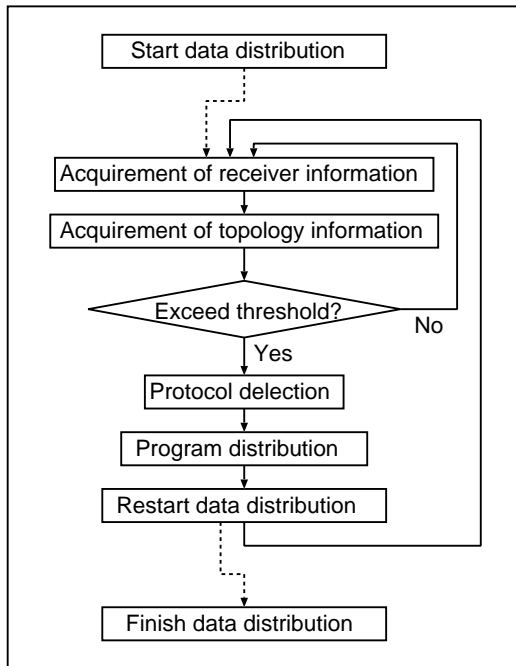 Start data distribution
Acquirement of receiver information
Acquirement of topology information
Exceed threshold?
No
Yes
Protocol delection
Program distribution
Restart data distribution
Finish data distribution